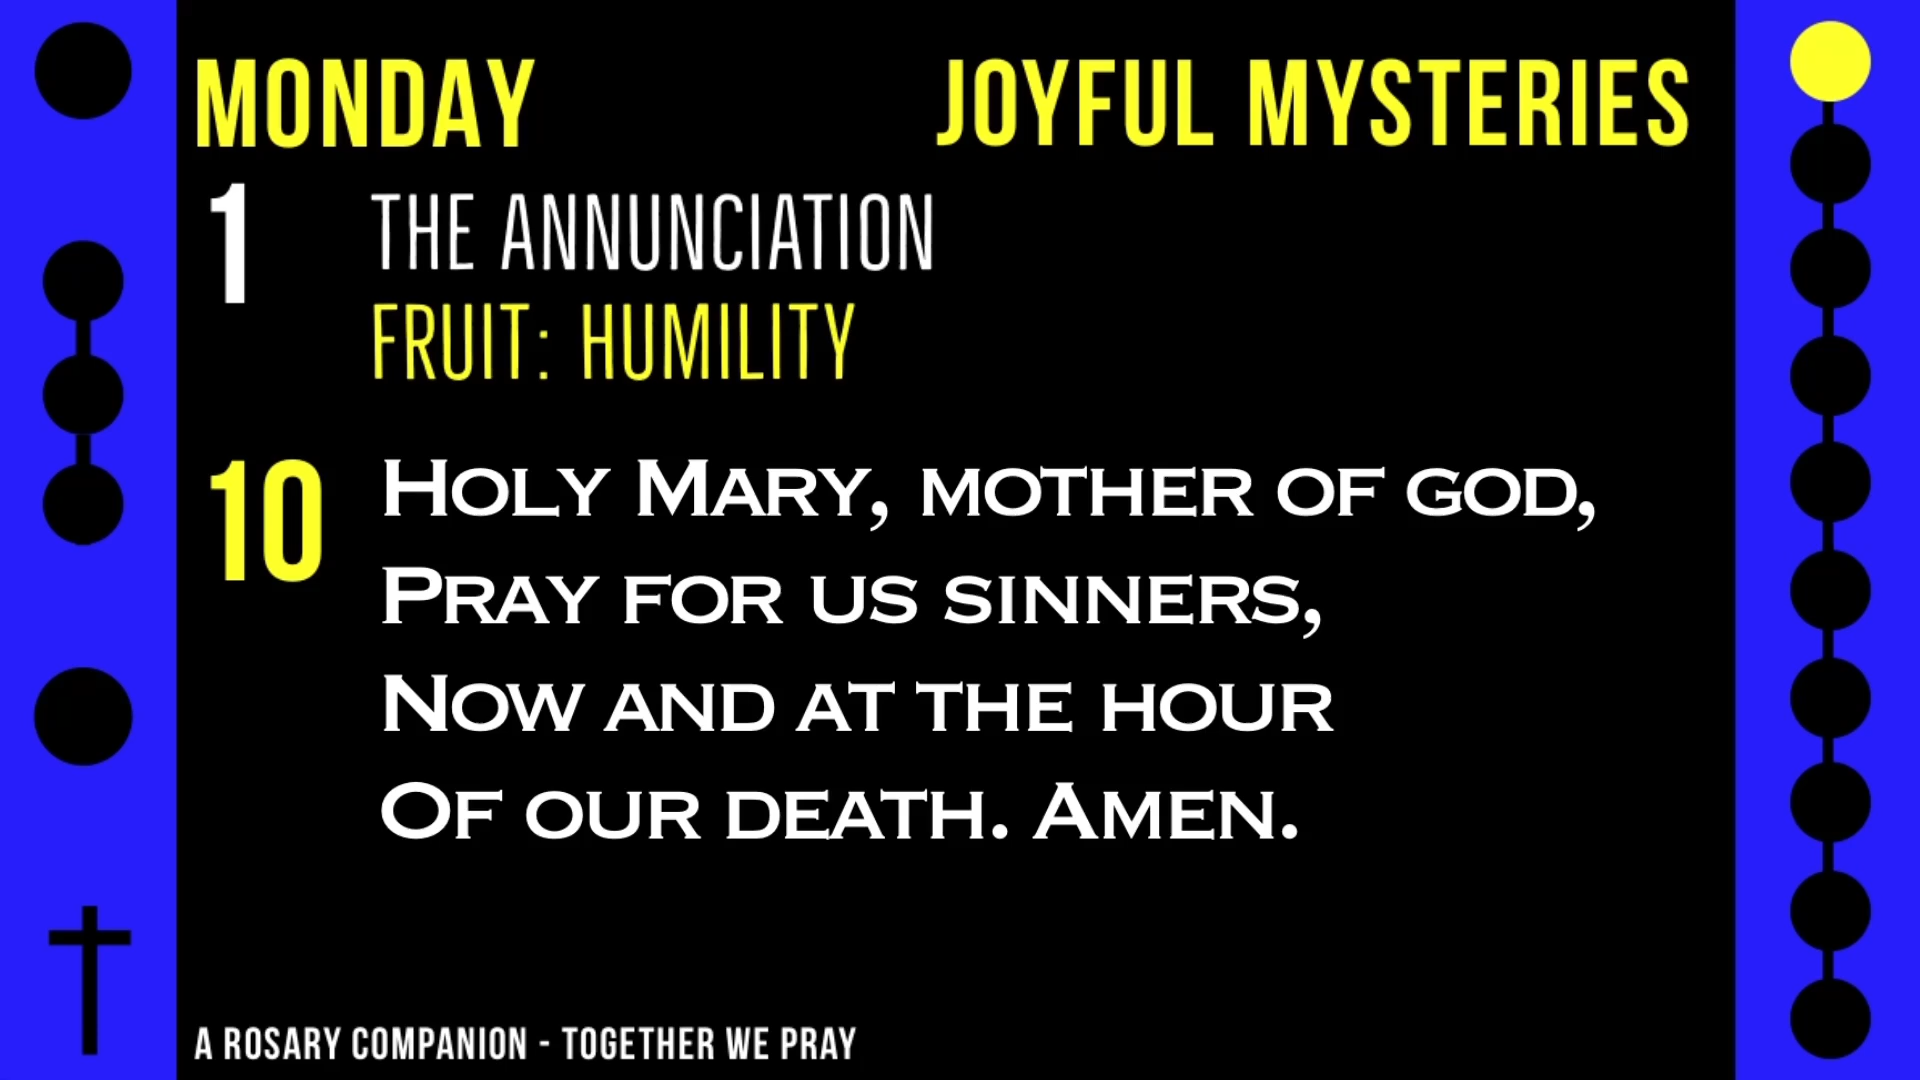 MONDAY JOYFUL MYSTERIES
1 THE ANNUNCIATION
FRUIT: HUMILITY
10 HOLY MARY, MOTHER OF GOD,
PRAY FOR US SINNERS,
NOW AND AT THE HOUR
OF OUR DEATH. AMEN.
A ROSARY COMPANION - TOGETHER WE PRAY